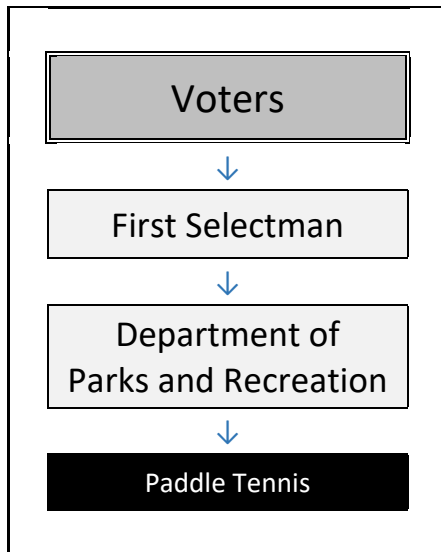 Voters
↓
First Selectman
↓
Department of
Parks and Recreation
↓
Paddle Tennis